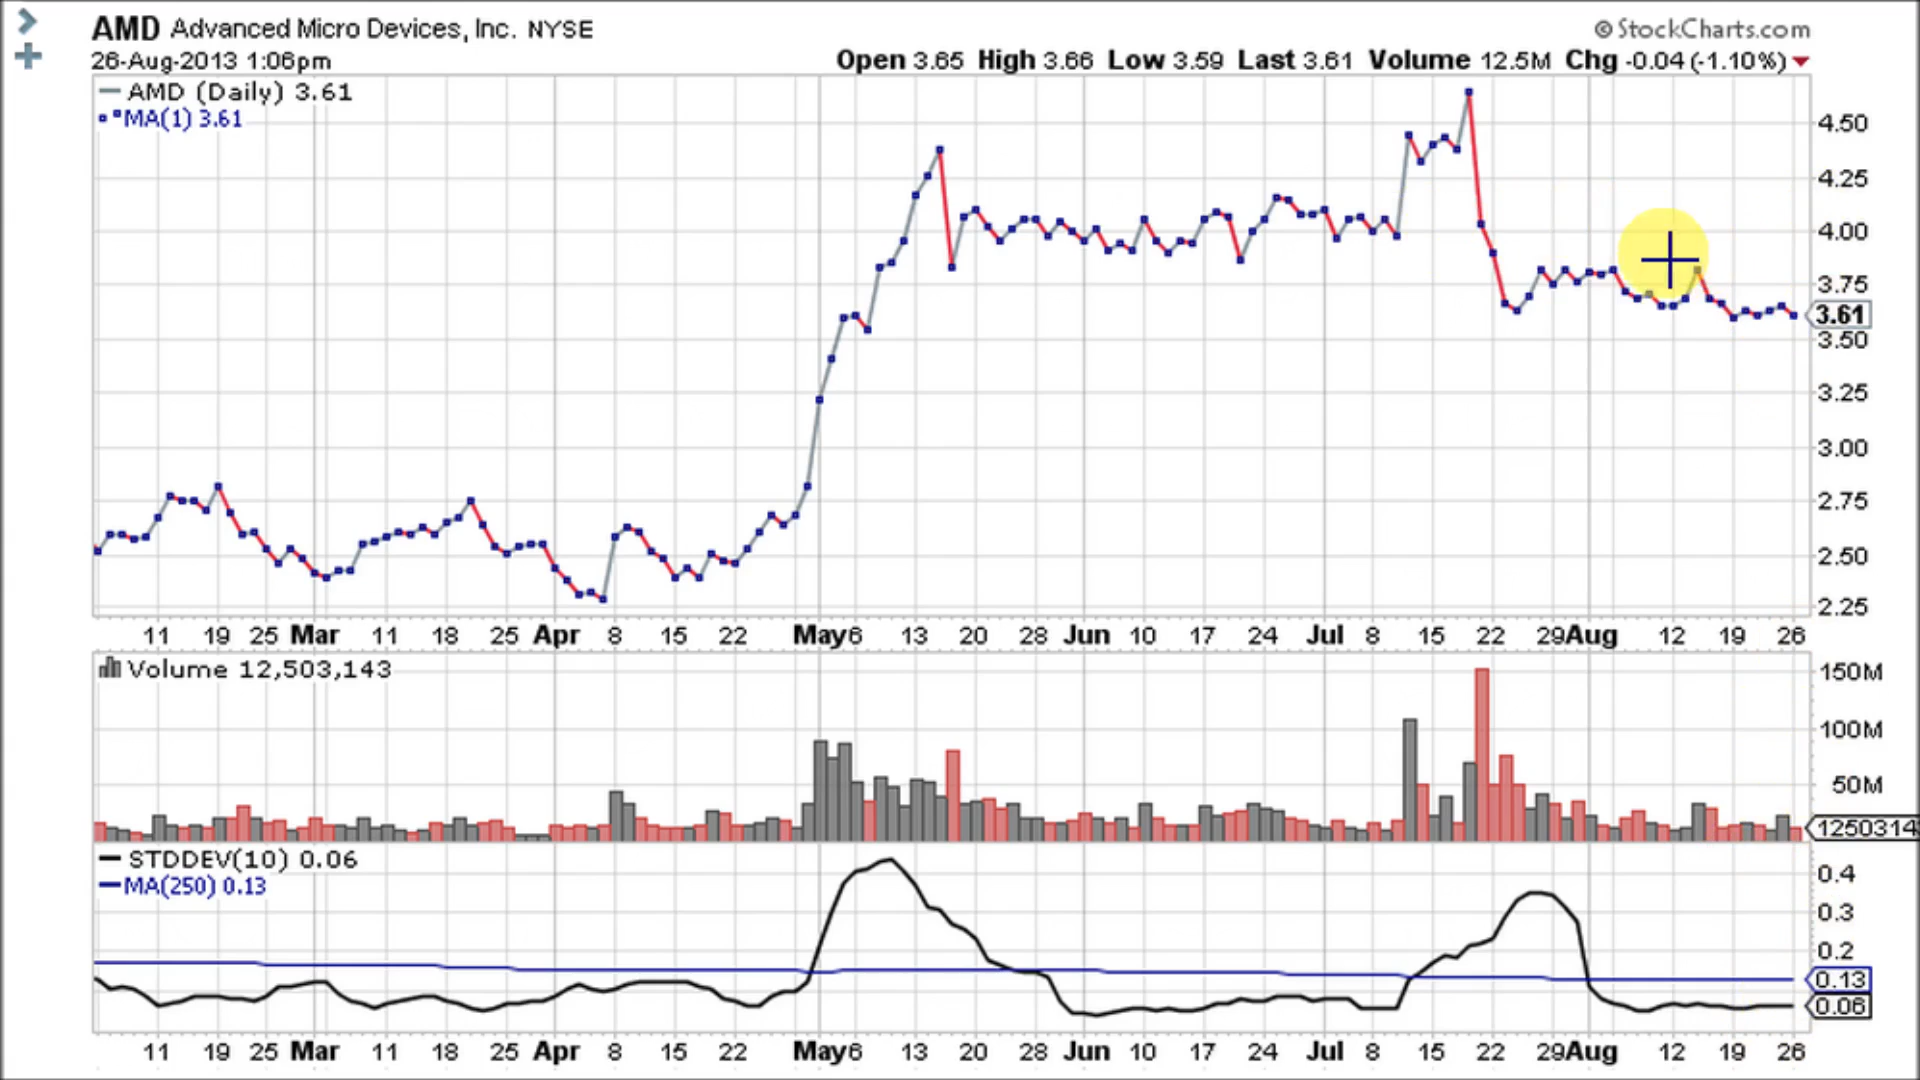 AMD Advanced Micro Devices, Inc. NYSE
© StockCharts.com
26-Aug-2013 1:06pm
Open 3.65 High 3.66 Low 3.59 Last 3.61 Volume 12.5M Chg -0.04 (-1.10%)
AMD (Daily) 3.61
MA(1) 3.61
4.50
4.25
4.00
3.75
3.61
3.50
3.25
3.00
2.75
2.50
2.25
11 19 25 Mar 11 18 25 Apr 8 15 22 May 6 13 20 28 Jun 10 17 24 Jul 8 15 22 29 Aug 12 19 26
Volume 12,503,143
150M
100M
50M
1250314
STDDEV(10) 0.06
MA(250) 0.13
0.4
0.3
0.2
0.13
0.06
11 19 25 Mar 11 18 25 Apr 8 15 22 May 6 13 20 28 Jun 10 17 24 Jul 8 15 22 29 Aug 12 19 26